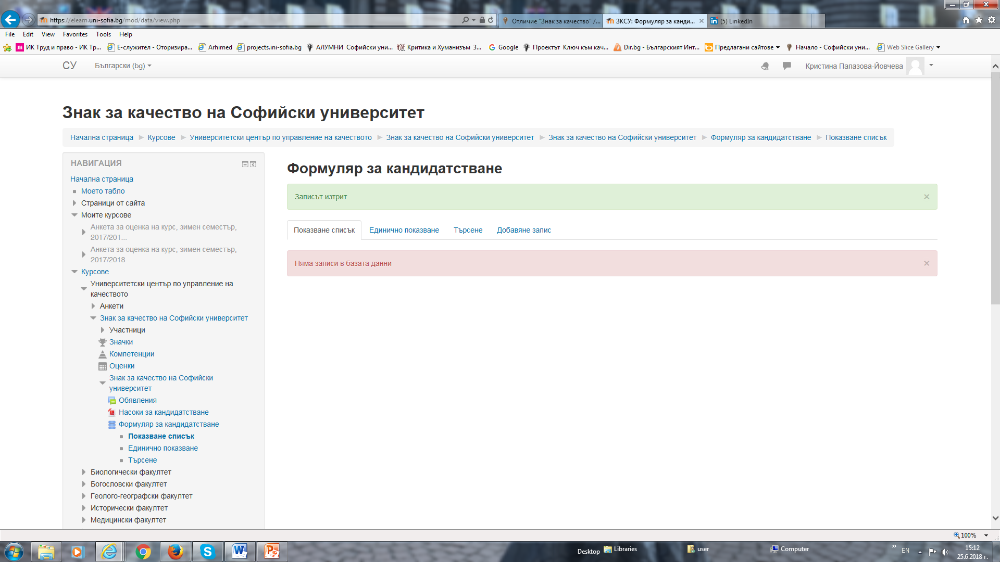 https://elearn.uni-sofia.bg/mod/data/view.php
Отличие "Знак за качество" /...
ЗКСУ: Формуляр за канди...
(5) LinkedIn
File Edit View Favorites Tools Help
ИК Труд и право - ИК Тр...
Е-служител - Оторизира...
Arhimed
projects.ini-sofia.bg
АЛУМНИ Софийски уни...
Критика и Хуманизъм З...
Google
Проектът Ключ към кач...
Dir.bg - Българският Инт...
Предлагани сайтове
Начало - Софийски уни...
Web Slice Gallery
СУ
Български (bg)
Кристина Папазова-Йовчева
Знак за качество на Софийски университет
Начална страница ► Курсове ► Университетски център по управление на качеството ► Знак за качество на Софийски университет ► Знак за качество на Софийски университет ► Формуляр за кандидатстване ► Показване списък
НАВИГАЦИЯ
Начална страница
Моето табло
Страници от сайта
Моите курсове
Анкета за оценка на курс, зимен семестър,
2017/201...
Анкета за оценка на курс, зимен семестър,
2017/2018
Курсове
Университетски център по управление на
качеството
Анкети
Знак за качество на Софийски университет
Участници
Значки
Компетенции
Оценки
Знак за качество на Софийски
университет
Обявления
Насоки за кандидатстване
Формуляр за кандидатстване
Показване списък
Единично показване
Търсене
Биологически факултет
Богословски факултет
Геолого-географски факултет
Исторически факултет
Медицински факултет
Формуляр за кандидатстване
Записът изтрит ×
Показване списък Единично показване Търсене Добавяне запис
Няма записи в базата данни ×
100%
Desktop
Libraries
user
Computer
EN
15:12
25.6.2018 г.